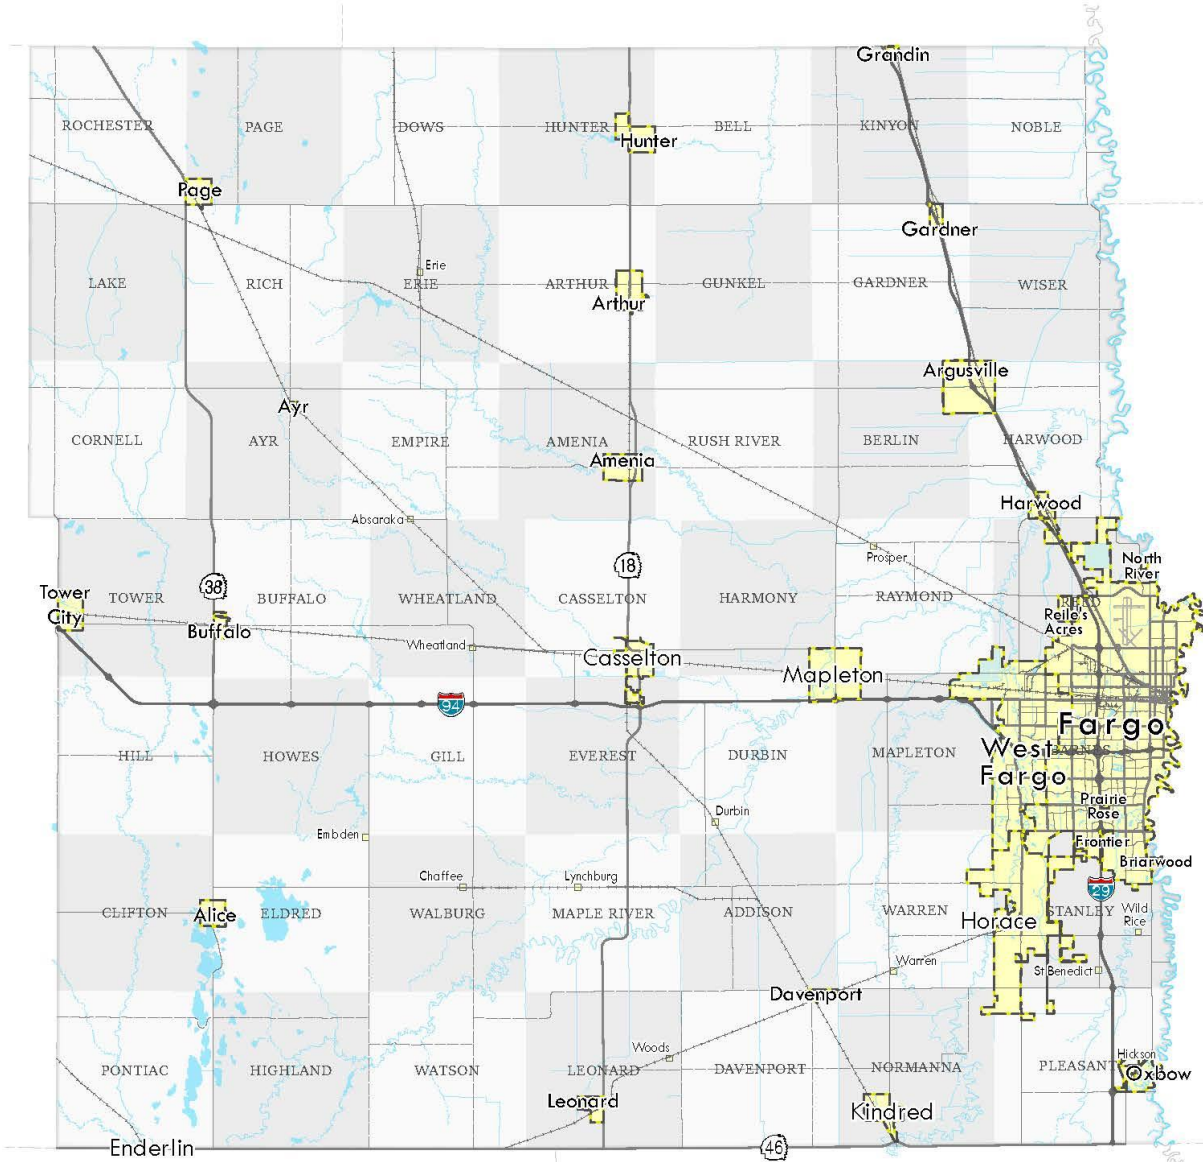 Grandin
ROCHESTER
PAGE
DOWS
HUNTER
Hunter
BELL
KINYON
NOBLE
Page
Gardner
LAKE
RICH
Erie
ERIE
ARTHUR
Arthur
GUNKEL
GARDNER
WISER
Argusville
Ayr
CORNELL
AYR
EMPIRE
AMENIA
Amenia
RUSH RIVER
BERLIN
HARWOOD
Harwood
Absaraka
Prosper
North
River
18
38
Tower
City
TOWER
BUFFALO
Buffalo
WHEATLAND
CASSELTON
HARMONY
RAYMOND
REED
Reile's
Acres
Wheatland
Casselton
Mapleton
94
Fargo
West
Fargo
BARNES
HILL
HOWES
GILL
EVEREST
DURBIN
MAPLETON
Prairie
Rose
Durbin
Embden
Frontier
Briarwood
Chaffee
Lynchburg
29
CLIFTON
Alice
ELDRED
WALBURG
MAPLE RIVER
ADDISON
WARREN
Horace
STANLEY
Wild
Rice
Warren
St Benedict
Davenport
Woods
Hickson
PONTIAC
HIGHLAND
WATSON
LEONARD
DAVENPORT
NORMANNA
PLEASANT
Oxbow
Leonard
Kindred
Enderlin
46